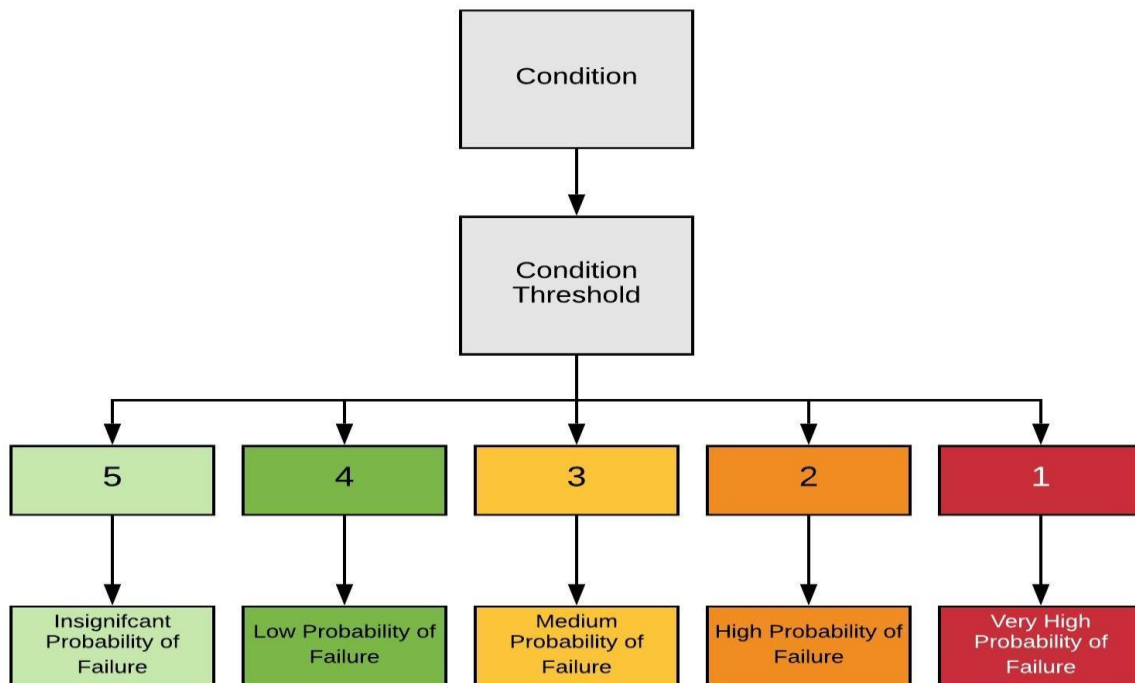 Condition
Condition
Threshold
5
4
3
2
1
Insignifcant
Probability of
Failure
Low Probability of
Failure
Medium
Probability of
Failure
High Probability of
Failure
Very High
Probability of
Failure